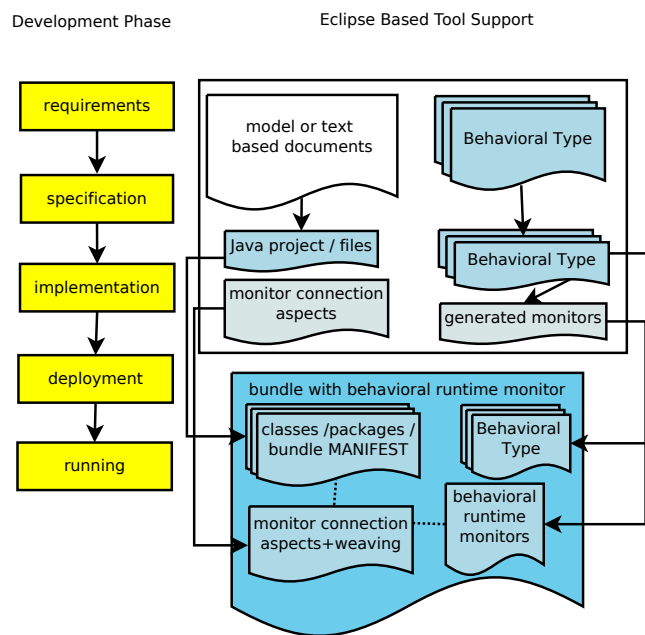 Development Phase
Eclipse Based Tool Support
requirements
specification
implementation
deployment
running
model or text
based documents
Behavioral Type
Java project / files
Behavioral Type
monitor connection
aspects
generated monitors
bundle with behavioral runtime monitor
classes /packages /
bundle MANIFEST
Behavioral
Type
monitor connection
aspects+weaving
behavioral
runtime
monitors